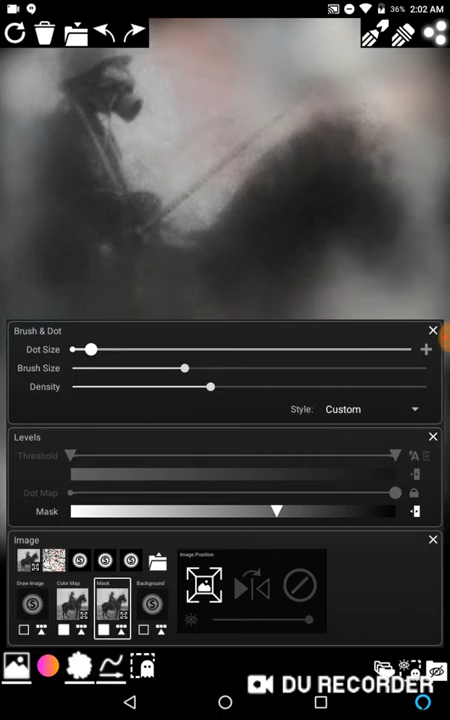 36% 2:02 AM
Brush & Dot
Dot Size
Brush Size
Density
Style: Custom
Levels
Threshold
Dot Map
Mask
Image
Draw Image Color Map Mask Background
Image Position
DU RECORDER